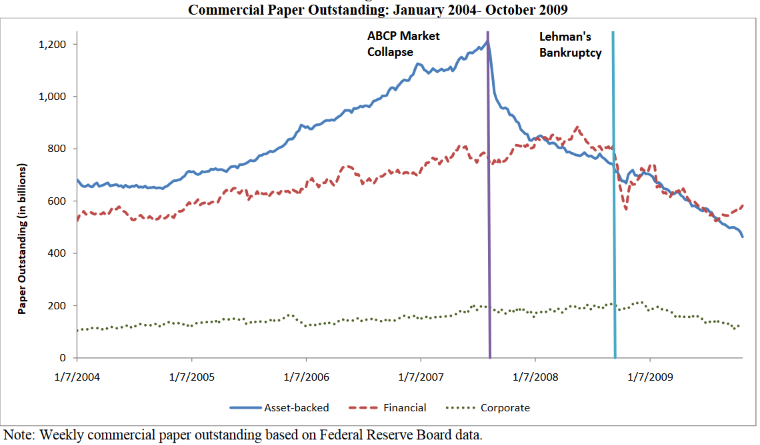 Commercial Paper Outstanding: January 2004- October 2009
ABCP Market
Collapse
Lehman's
Bankruptcy
Paper Outstanding (in billions)
1,200
1,000
800
600
400
200
0
1/7/2004 1/7/2005 1/7/2006 1/7/2007 1/7/2008 1/7/2009
Asset-backed Financial Corporate
Note: Weekly commercial paper outstanding based on Federal Reserve Board data.